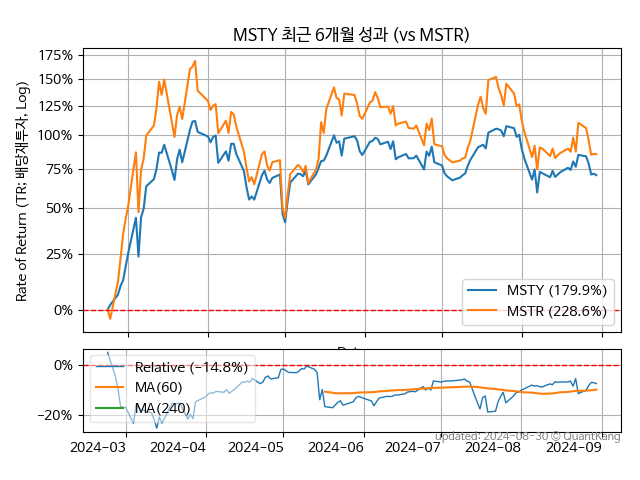 MSTY 최근 6개월 성과 (vs MSTR)
Rate of Return (TR: 배당재투자, Log)
175%
150%
125%
100%
75%
50%
25%
0%
MSTY (179.9%)
MSTR (228.6%)
0%
−20%
Relative (−14.8%)
MA(60)
MA(240)
2024−03
2024−04
2024−05
2024−06
2024−07
2024−08
2024−09
updated: 2024−08−30 © QuantKang